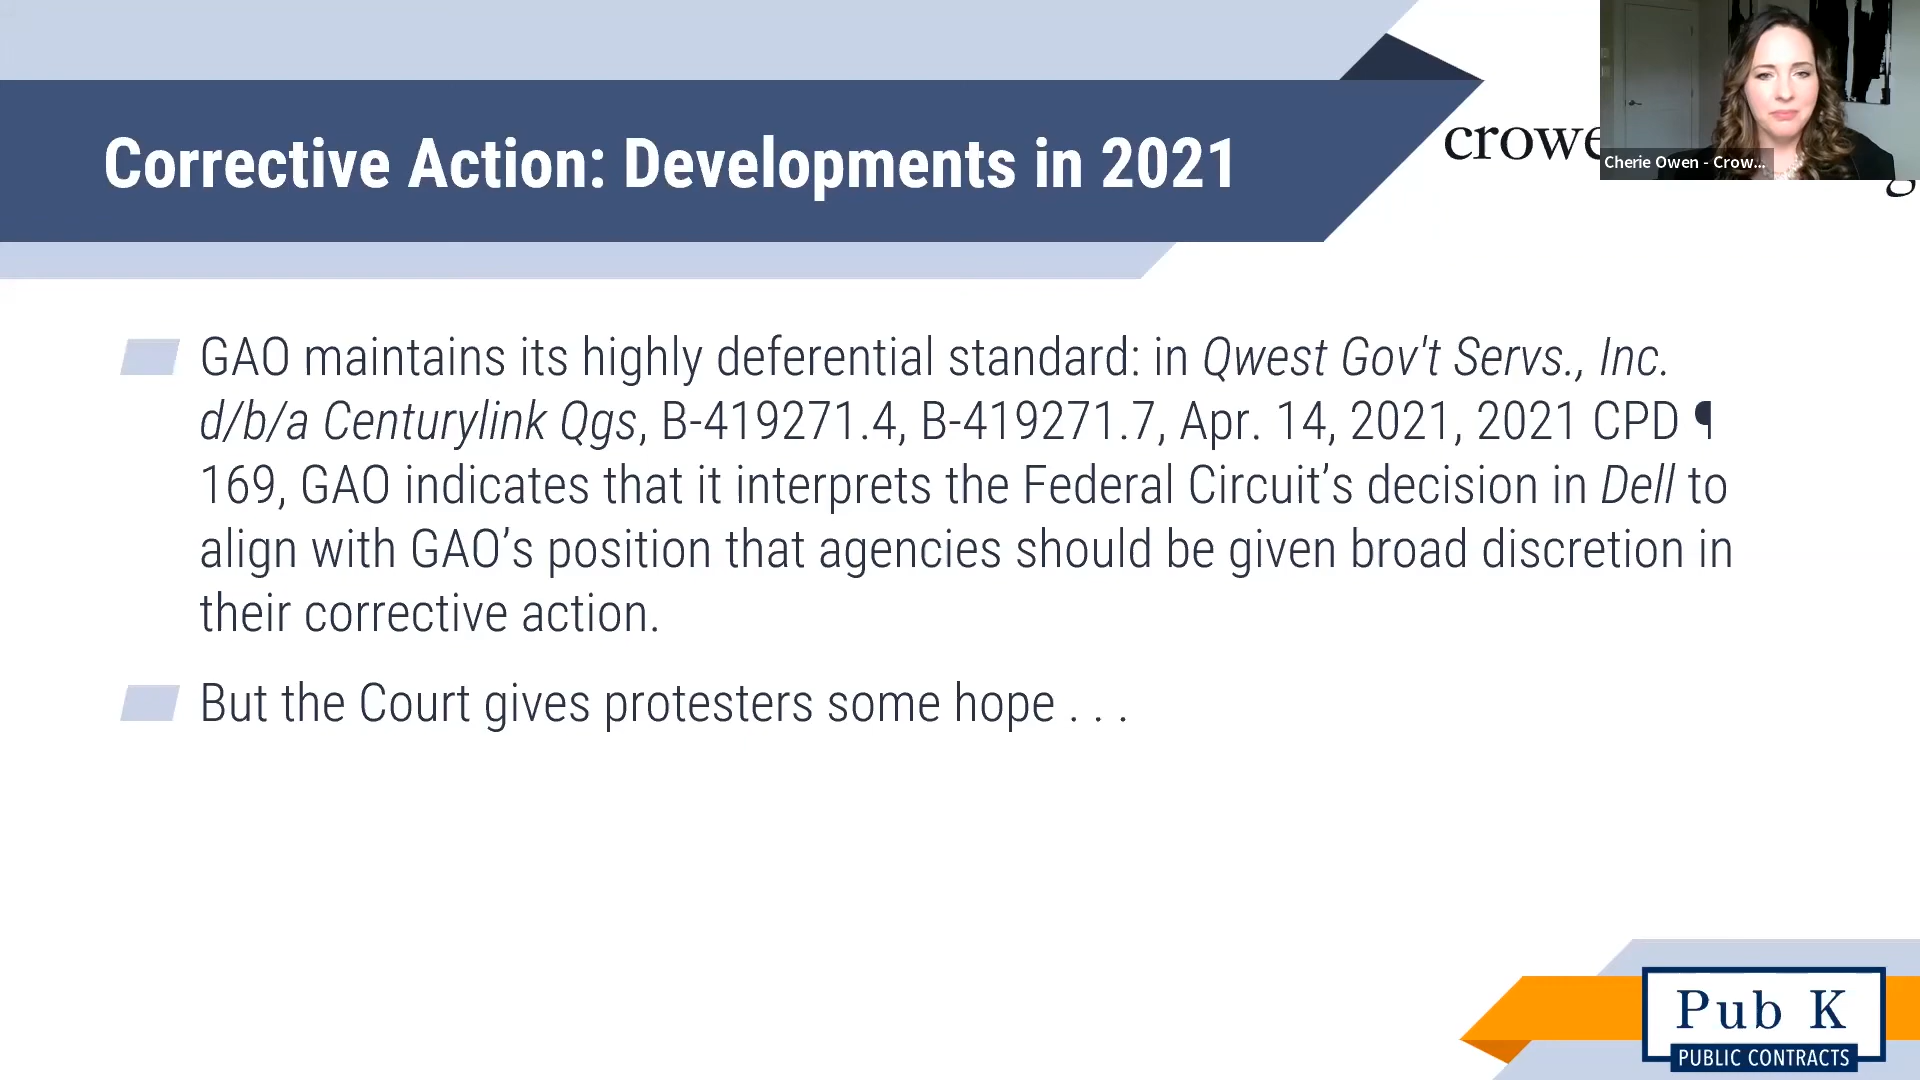 Corrective Action: Developments in 2021
crowe
Cherie Owen - Crow...
GAO maintains its highly deferential standard: in Qwest Gov't Servs., Inc.
d/b/a Centurylink Qgs, B-419271.4, B-419271.7, Apr. 14, 2021, 2021 CPD ¶
169, GAO indicates that it interprets the Federal Circuit’s decision in Dell to
align with GAO’s position that agencies should be given broad discretion in
their corrective action.
But the Court gives protesters some hope . . .
Pub K
PUBLIC CONTRACTS